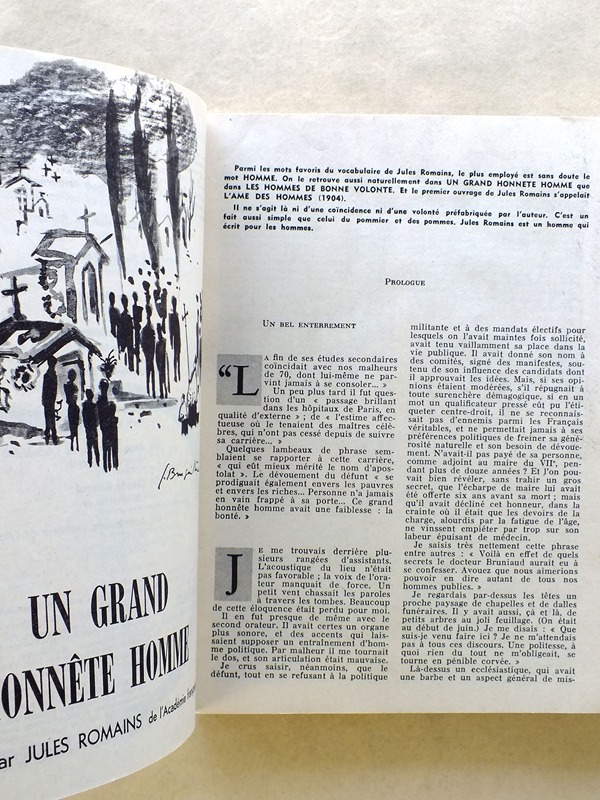 UN GRAND
HONNÊTE HOMME
par JULES ROMAINS de l'Académie
Parmi les mots favoris du vocabulaire de Jules Romains, le plus employé est sans doute le
mot HOMME. On le retrouve aussi naturellement dans UN GRAND HONNETE HOMME que
dans LES HOMMES DE BONNE VOLONTE. Et le premier ouvrage de Jules Romains s'appelait
L'AME DES HOMMES (1904).
Il ne s'agit là ni d'une coïncidence ni d'une volonté préfabriquée par l'auteur. C'est un
fait aussi simple que celui du pommier et des pommes. Jules Romains est un homme qui
écrit pour les hommes.
PROLOGUE
UN BEL ENTERREMENT
“LA fin de ses études secondaires
coïncidait avec nos malheurs
de 70, dont lui-même ne par-
vint jamais à se consoler... »
Un peu plus tard il fut ques-
tion d'un « passage brillant
dans les hôpitaux de Paris, en
qualité d'externe » ; de « l'estime affec-
tueuse où le tenaient des maîtres célè-
bres, qui n'ont pas cessé depuis de suivre
sa carrière... »
Quelques lambeaux de phrase sem-
blaient se rapporter à cette carrière,
« qui eût mieux mérité le nom d'apos-
tolat ». Le dévouement du défunt « se
prodiguait également envers les pauvres
et envers les riches... Personne n'a jamais
en vain frappé à sa porte... Ce grand
honnête homme avait une faiblesse : la
bonté. »
JE me trouvais derrière plu-
sieurs rangées d'assistants.
L'acoustique du lieu n'était
pas favorable ; la voix de l'ora-
teur manquait de force. Un
petit vent chassait les paroles
à travers les tombes. Beaucoup
de cette éloquence était perdue pour moi.
Il en fut presque de même avec le
second orateur. Il avait certes un organe
plus sonore, et des accents qui lais-
saient supposer un entraînement d'hom-
me politique. Par malheur il me tournait
le dos, et son articulation était mauvaise.
Je crus saisir, néanmoins, que le
défunt, tout en se refusant à la politique
militante et à des mandats électifs pour
lesquels on l'avait maintes fois sollicité,
avait tenu vaillamment sa place dans la
vie publique. Il avait donné son nom à
des comités, signé des manifestes, sou-
tenu de son influence des candidats dont
il approuvait les idées. Mais, si ses opi-
nions étaient modérées, s'il répugnait à
toute surenchère démagogique, si en un
mot un qualificateur pressé eût pu l'éti-
queter centre-droit, il ne se reconnais-
sait pas d'ennemis parmi les Français
véritables, et ne permettait jamais à ses
préférences politiques de freiner sa géné-
rosité naturelle et son besoin de dévoue-
ment. N'avait-il pas payé de sa personne,
comme adjoint au maire du VIIe, pen-
dant plus de douze années ? Et l'on pou-
vait bien révéler, sans trahir un gros
secret, que l'écharpe de maire lui avait
été offerte six ans avant sa mort ; mais
qu'il avait décliné cet honneur, dans la
crainte où il était que les devoirs de la
charge, alourdis par la fatigue de l'âge,
ne vinssent empiéter par trop sur son
labeur épuisant de médecin.
Je saisis très nettement cette phrase
entre autres : « Voilà en effet de quels
secrets le docteur Bruniaud aurait eu à
se confesser. Avouez que nous aimerions
pouvoir en dire autant de tous nos
hommes publics. »
Je regardais par-dessus les têtes un
proche paysage de chapelles et de dalles
funéraires. Il y avait aussi, çà et là, de
petits arbres au joli feuillage. (On était
au début de juin.) Je me disais : « Que
suis-je venu faire ici ? Je ne m'attendais
pas à tous ces discours. Une politesse, à
quoi rien du tout ne m'obligeait, se
tourne en pénible corvée. »
Là-dessus un ecclésiastique, qui avait
une barbe et un aspect général de mis-